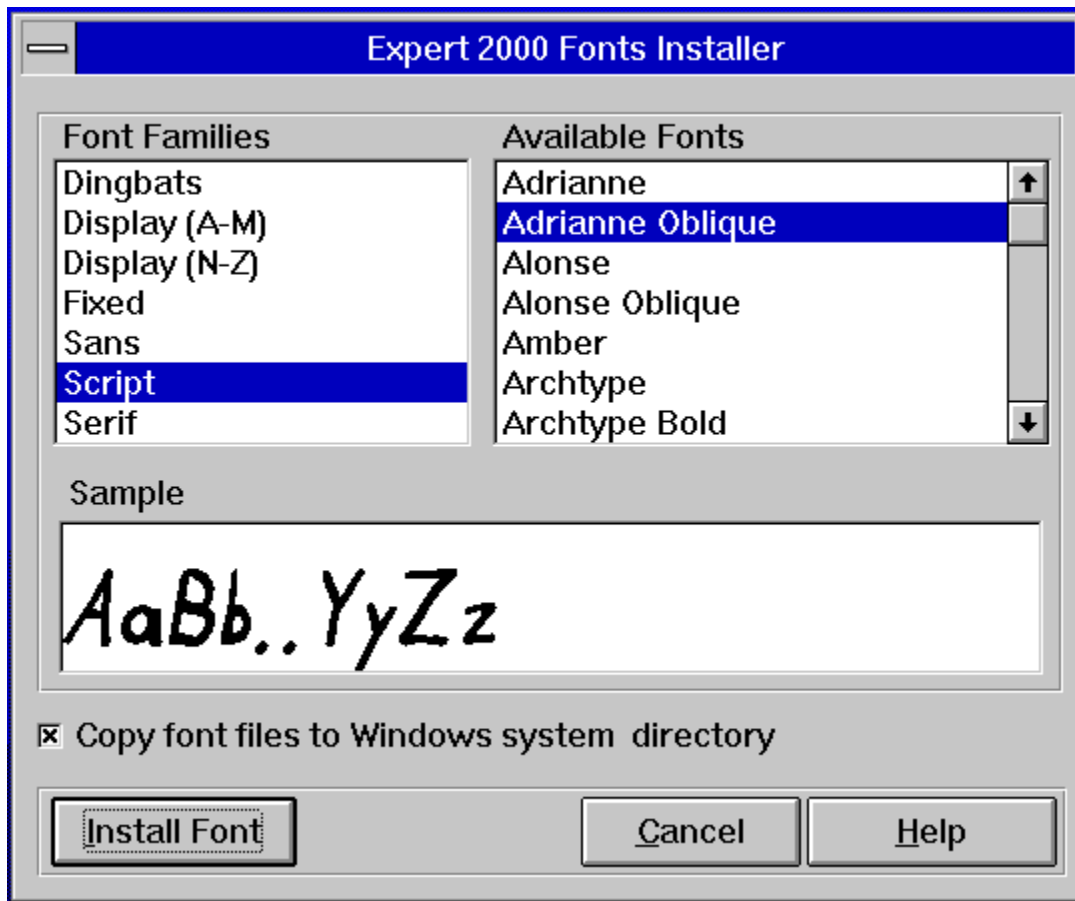 Expert 2000 Fonts Installer
Font Families
Dingbats
Display (A-M)
Display (N-Z)
Fixed
Sans
Script
Serif
Available Fonts
Adrianne
Adrianne Oblique
Alonse
Alonse Oblique
Amber
Archtype
Archtype Bold
Sample
AaBb..YyZz
Copy font files to Windows system directory
Install Font
Cancel
Help